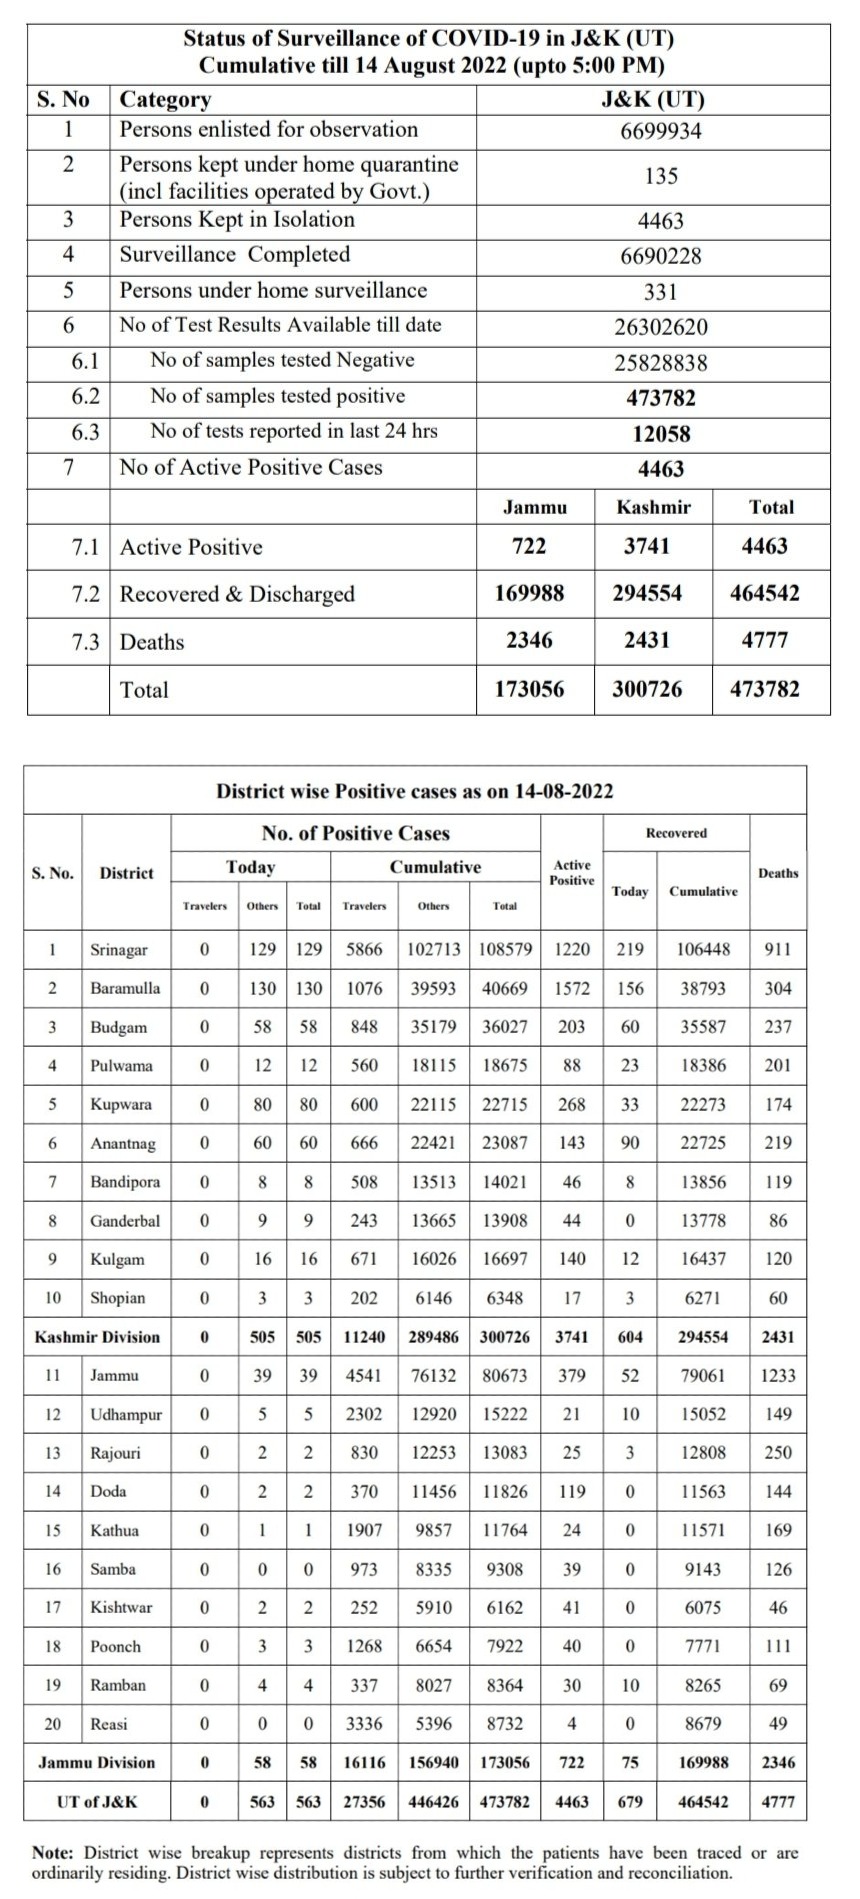 Status of Surveillance of COVID-19 in J&K (UT)
Cumulative till 14 August 2022 (upto 5:00 PM)
S. No Category J&K (UT)
1 Persons enlisted for observation 6699934
2 Persons kept under home quarantine
(incl facilities operated by Govt.) 135
3 Persons Kept in Isolation 4463
4 Surveillance Completed 6690228
5 Persons under home surveillance 331
6 No of Test Results Available till date 26302620
6.1 No of samples tested Negative 25828838
6.2 No of samples tested positive 473782
6.3 No of tests reported in last 24 hrs 12058
7 No of Active Positive Cases 4463
Jammu Kashmir Total
7.1 Active Positive 722 3741 4463
7.2 Recovered & Discharged 169988 294554 464542
7.3 Deaths 2346 2431 4777
Total 173056 300726 473782
District wise Positive cases as on 14-08-2022
S. No. District No. of Positive Cases Active Positive Recovered Deaths
Today Cumulative Today Cumulative
Travelers Others Total Travelers Others Total
1 Srinagar 0 129 129 5866 102713 108579 1220 219 106448 911
2 Baramulla 0 130 130 1076 39593 40669 1572 156 38793 304
3 Budgam 0 58 58 848 35179 36027 203 60 35587 237
4 Pulwama 0 12 12 560 18115 18675 88 23 18386 201
5 Kupwara 0 80 80 600 22115 22715 268 33 22273 174
6 Anantnag 0 60 60 666 22421 23087 143 90 22725 219
7 Bandipora 0 8 8 508 13513 14021 46 8 13856 119
8 Ganderbal 0 9 9 243 13665 13908 44 0 13778 86
9 Kulgam 0 16 16 671 16026 16697 140 12 16437 120
10 Shopian 0 3 3 202 6146 6348 17 3 6271 60
Kashmir Division 0 505 505 11240 289486 300726 3741 604 294554 2431
11 Jammu 0 39 39 4541 76132 80673 379 52 79061 1233
12 Udhampur 0 5 5 2302 12920 15222 21 10 15052 149
13 Rajouri 0 2 2 830 12253 13083 25 3 12808 250
14 Doda 0 2 2 370 11456 11826 119 0 11563 144
15 Kathua 0 1 1 1907 9857 11764 24 0 11571 169
16 Samba 0 0 0 973 8335 9308 39 0 9143 126
17 Kishtwar 0 2 2 252 5910 6162 41 0 6075 46
18 Poonch 0 3 3 1268 6654 7922 40 0 7771 111
19 Ramban 0 4 4 337 8027 8364 30 10 8265 69
20 Reasi 0 0 0 3336 5396 8732 4 0 8679 49
Jammu Division 0 58 58 16116 156940 173056 722 75 169988 2346
UT of J&K 0 563 563 27356 446426 473782 4463 679 464542 4777
Note: District wise breakup represents districts from which the patients have been traced or are
ordinarily residing. District wise distribution is subject to further verification and reconciliation.